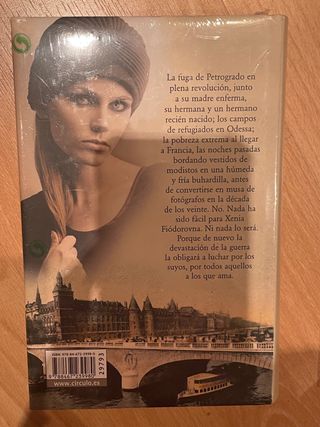 La fuga de Petrogrado en
plena revolución, junto
a su madre enferma,
su hermana y un hermano
recién nacido; los campos
de refugiados en Odessa;
la pobreza extrema al llegar
a Francia, las noches pasadas
bordando vestidos de
modistos en una húmeda
y fría buhardilla, antes
de convertirse en musa de
fotógrafos en la década
de los veinte. No. Nada ha
sido fácil para Xenia
Fiódorovna. Ni nada lo será.
Porque de nuevo la
devastación de la guerra
la obligará a luchar por los
suyos, por todos aquellos
a los que ama.
29793
www.circulo.es